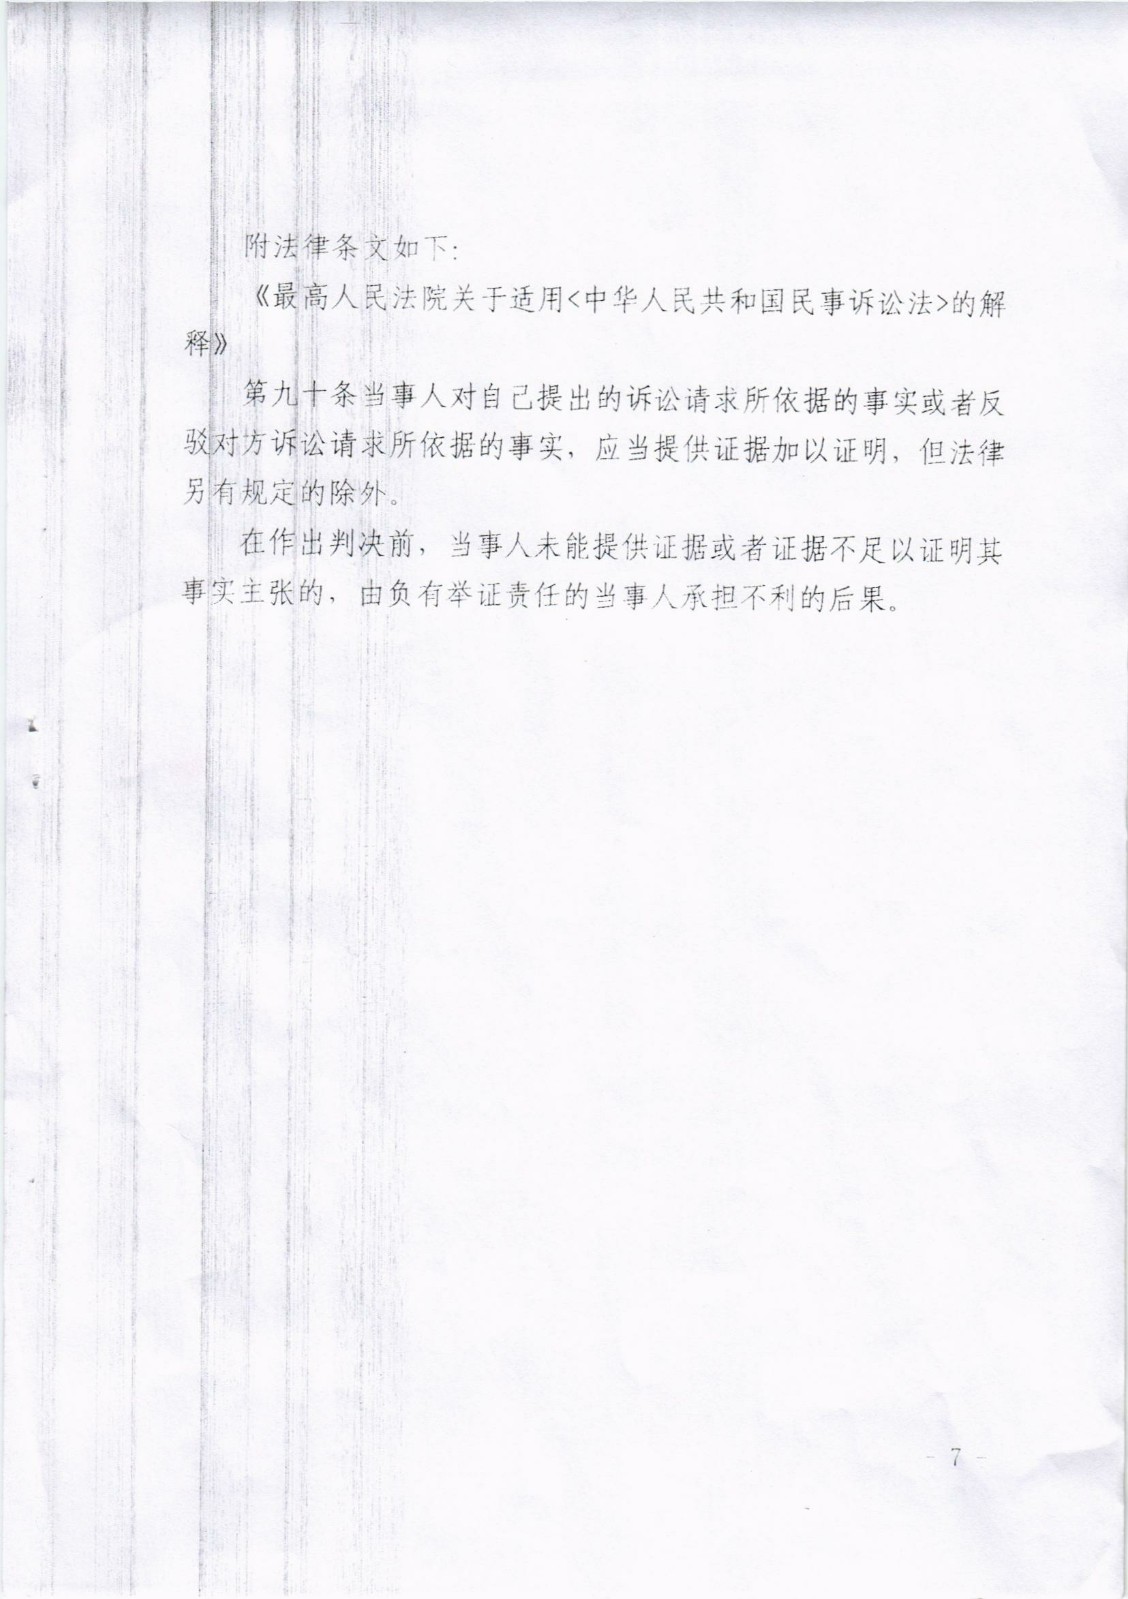 附法律条文如下：
《最高人民法院关于适用<中华人民共和国民事诉讼法>的解
释》
第九十条当事人对自己提出的诉讼请求所依据的事实或者反
驳对方诉讼请求所依据的事实，应当提供证据加以证明，但法律
另有规定的除外。
在作出判决前，当事人未能提供证据或者证据不足以证明其
事实主张的，由负有举证责任的当事人承担不利的后果。
- 7 -